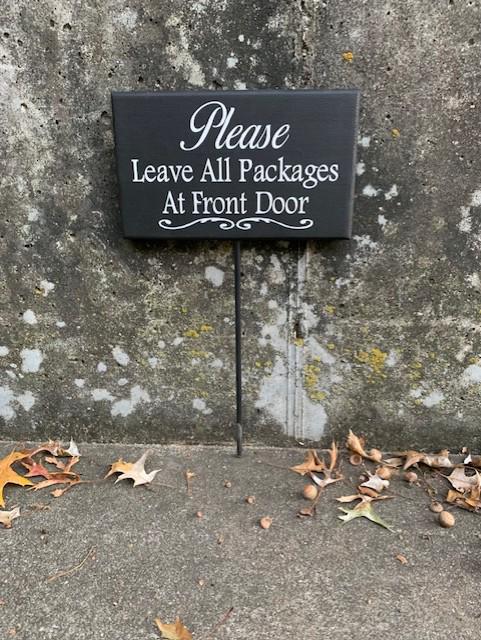 Please
Leave All Packages
At Front Door